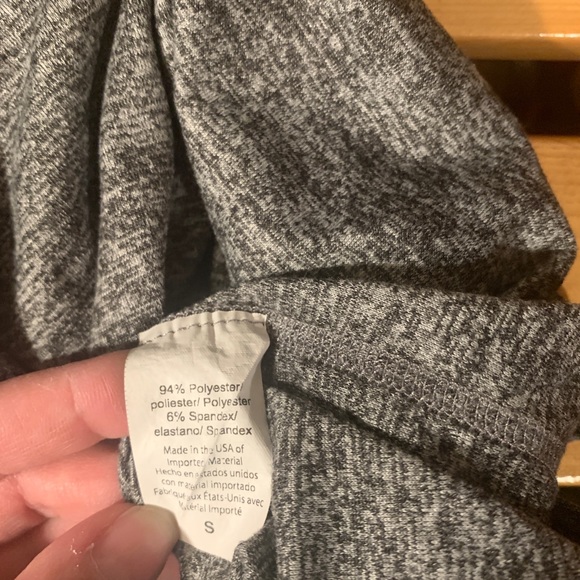 94% Polyester/
poliester/ Polyester
6% Spandex/
elastano/ Spandex
Made in the USA of
Imported Material
Hecho en Estados unidos
con material importado
Fabriqué aux États-Unis avec
Matériel Importé
S